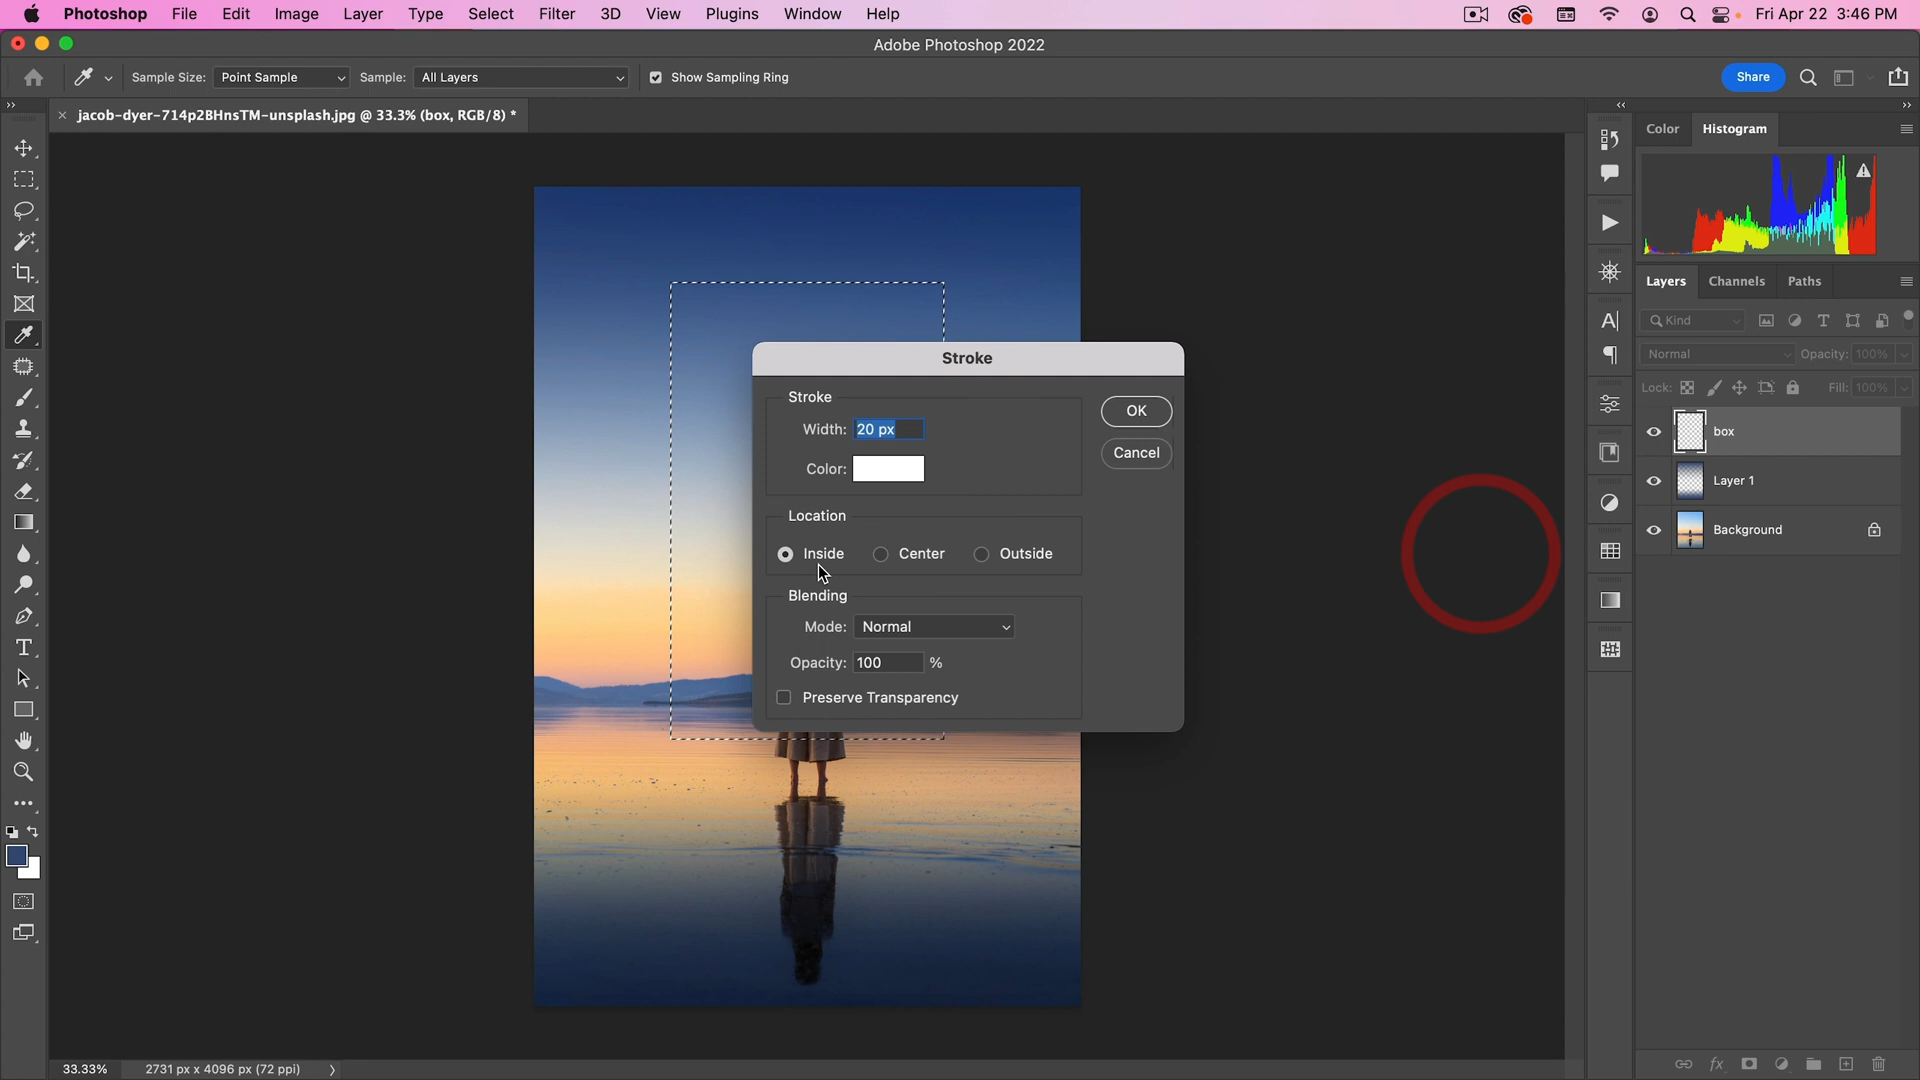 Photoshop File Edit Image Layer Type Select Filter 3D View Plugins Window Help Fri Apr 22 3:46 PM
Adobe Photoshop 2022
Sample Size: Point Sample Sample: All Layers Show Sampling Ring Share
jacob-dyer-714p2BHnsTM-unsplash.jpg @ 33.3% (box, RGB/8) *
Color Histogram
Layers Channels Paths
Kind
Normal Opacity: 100%
Lock: Fill: 100%
box
Layer 1
Background
Stroke
Stroke
Width: 20 px
Color:
OK
Cancel
Location
Inside Center Outside
Blending
Mode: Normal
Opacity: 100 %
Preserve Transparency
33.33% 2731 px x 4096 px (72 ppi)